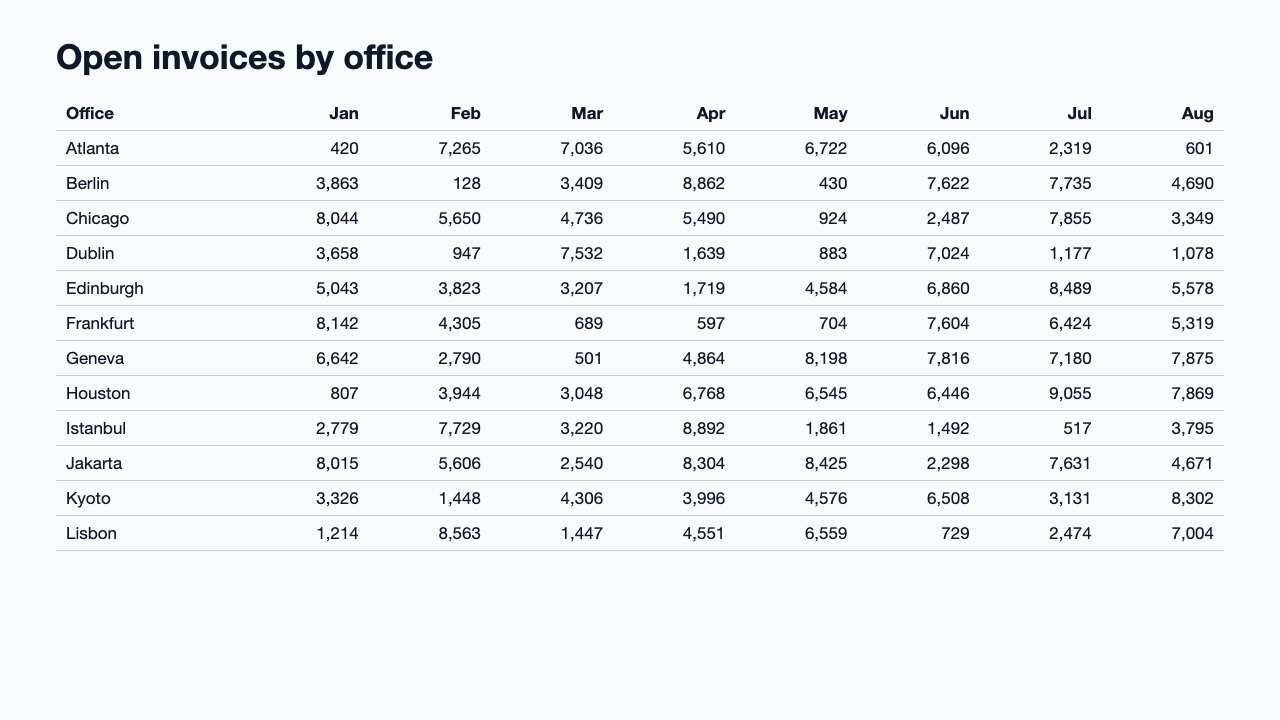 Open invoices by office
Office Jan Feb Mar Apr May Jun Jul Aug
Atlanta 420 7,265 7,036 5,610 6,722 6,096 2,319 601
Berlin 3,863 128 3,409 8,862 430 7,622 7,735 4,690
Chicago 8,044 5,650 4,736 5,490 924 2,487 7,855 3,349
Dublin 3,658 947 7,532 1,639 883 7,024 1,177 1,078
Edinburgh 5,043 3,823 3,207 1,719 4,584 6,860 8,489 5,578
Frankfurt 8,142 4,305 689 597 704 7,604 6,424 5,319
Geneva 6,642 2,790 501 4,864 8,198 7,816 7,180 7,875
Houston 807 3,944 3,048 6,768 6,545 6,446 9,055 7,869
Istanbul 2,779 7,729 3,220 8,892 1,861 1,492 517 3,795
Jakarta 8,015 5,606 2,540 8,304 8,425 2,298 7,631 4,671
Kyoto 3,326 1,448 4,306 3,996 4,576 6,508 3,131 8,302
Lisbon 1,214 8,563 1,447 4,551 6,559 729 2,474 7,004